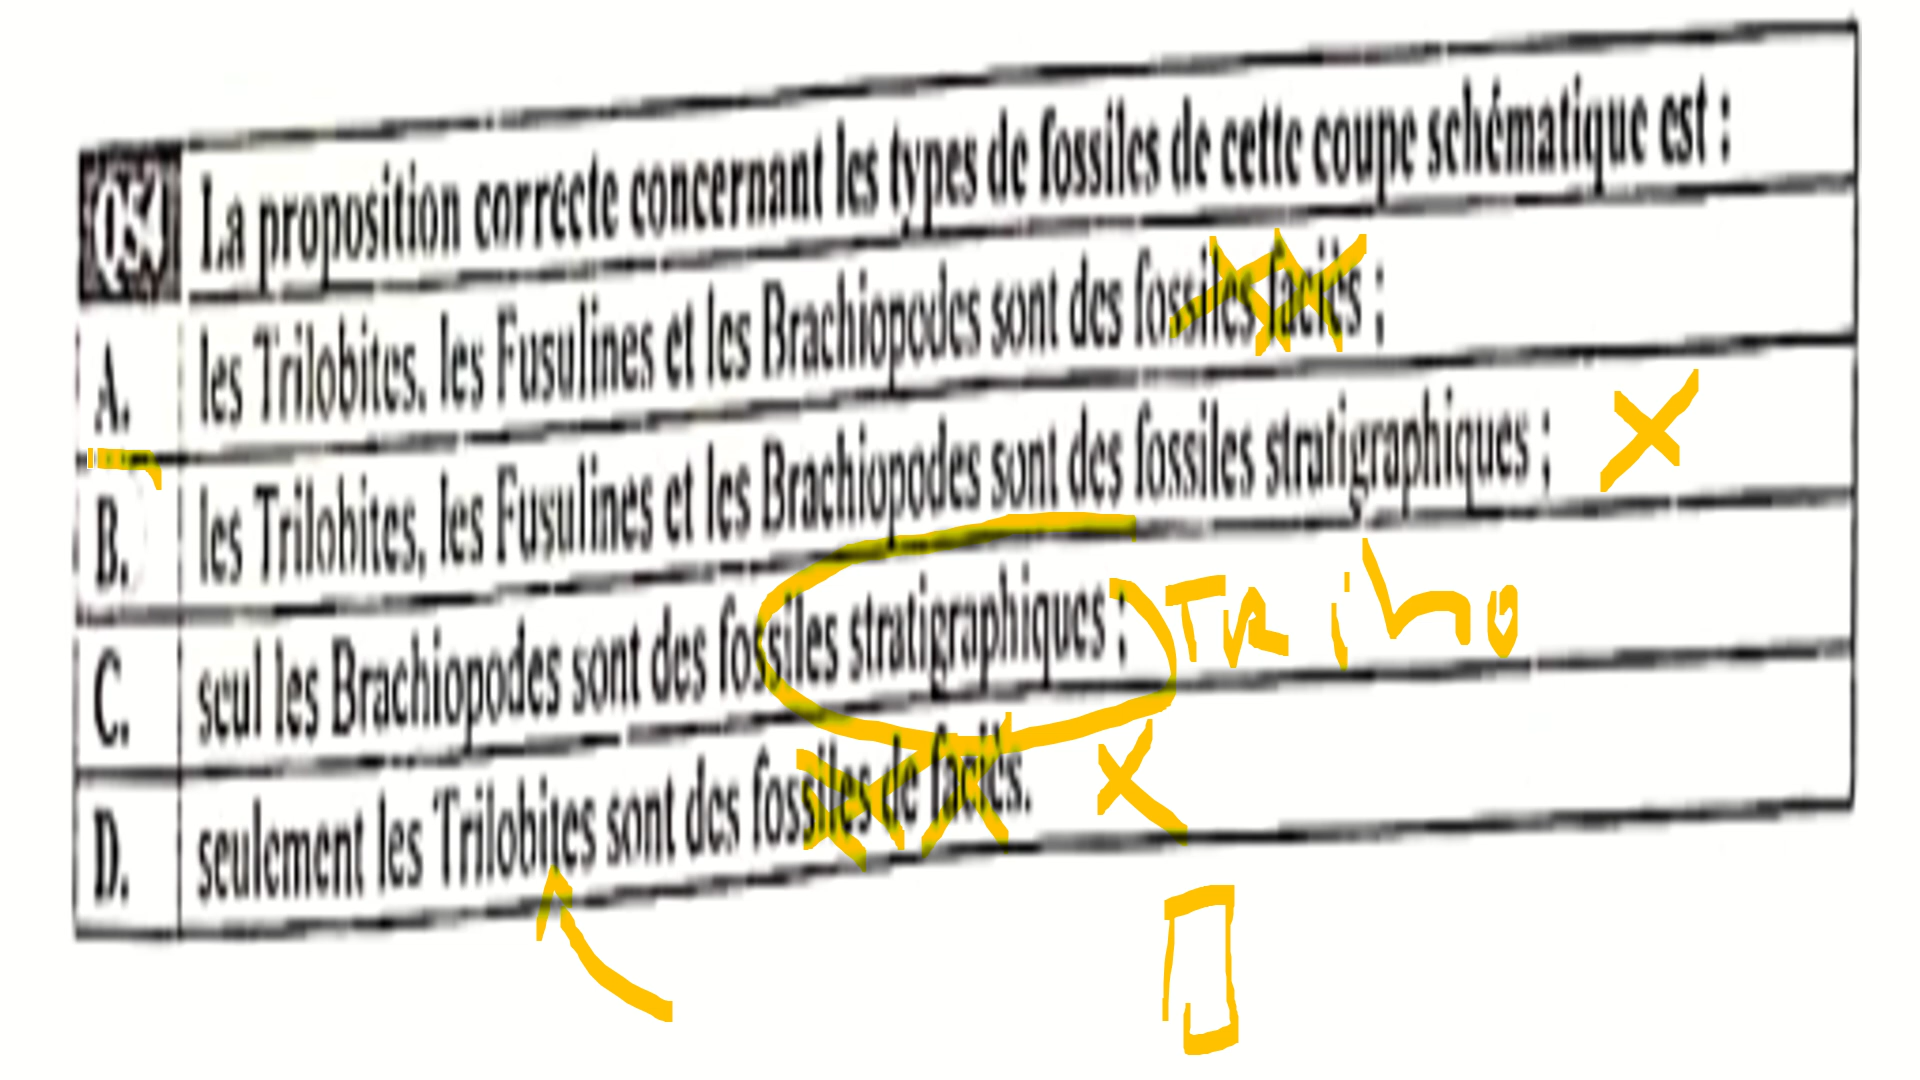 Q54 La proposition correcte concernant les types de fossiles de cette coupe schématique est :
A. les Trilobites, les Fusulines et les Brachiopodes sont des fossiles faciès ;
B. les Trilobites, les Fusulines et les Brachiopodes sont des fossiles stratigraphiques ;
C. seul les Brachiopodes sont des fossiles stratigraphiques ;
D. seulement les Trilobites sont des fossiles de faciès.